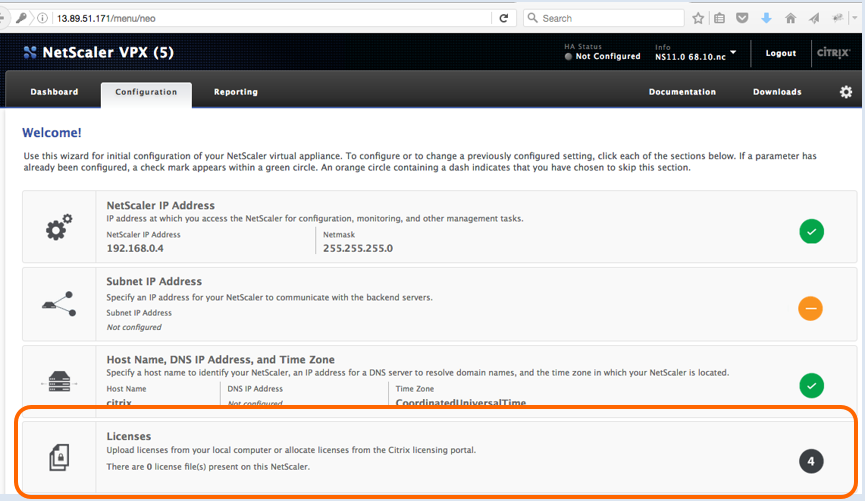 13.89.51.171/menu/neo
Search
NetScaler VPX (5)
HA Status
Not Configured
Info
NS11.0 68.10.nc
Logout
CITRIX
Dashboard
Configuration
Reporting
Documentation
Downloads
Welcome!
Use this wizard for initial configuration of your NetScaler virtual appliance. To configure or to change a previously configured setting, click each of the sections below. If a parameter has
already been configured, a check mark appears within a green circle. An orange circle containing a dash indicates that you have chosen to skip this section.
NetScaler IP Address
IP address at which you access the NetScaler for configuration, monitoring, and other management tasks.
NetScaler IP Address
Netmask
192.168.0.4
255.255.255.0
Subnet IP Address
Specify an IP address for your NetScaler to communicate with the backend servers.
Subnet IP Address
Not configured
Host Name, DNS IP Address, and Time Zone
Specify a host name to identify your NetScaler, an IP address for a DNS server to resolve domain names, and the time zone in which your NetScaler is located.
Host Name
DNS IP Address
Time Zone
citrix
Not configured
CoordinatedUniversalTime
Licenses
Upload licenses from your local computer or allocate licenses from the Citrix licensing portal.
There are 0 license file(s) present on this NetScaler.
4